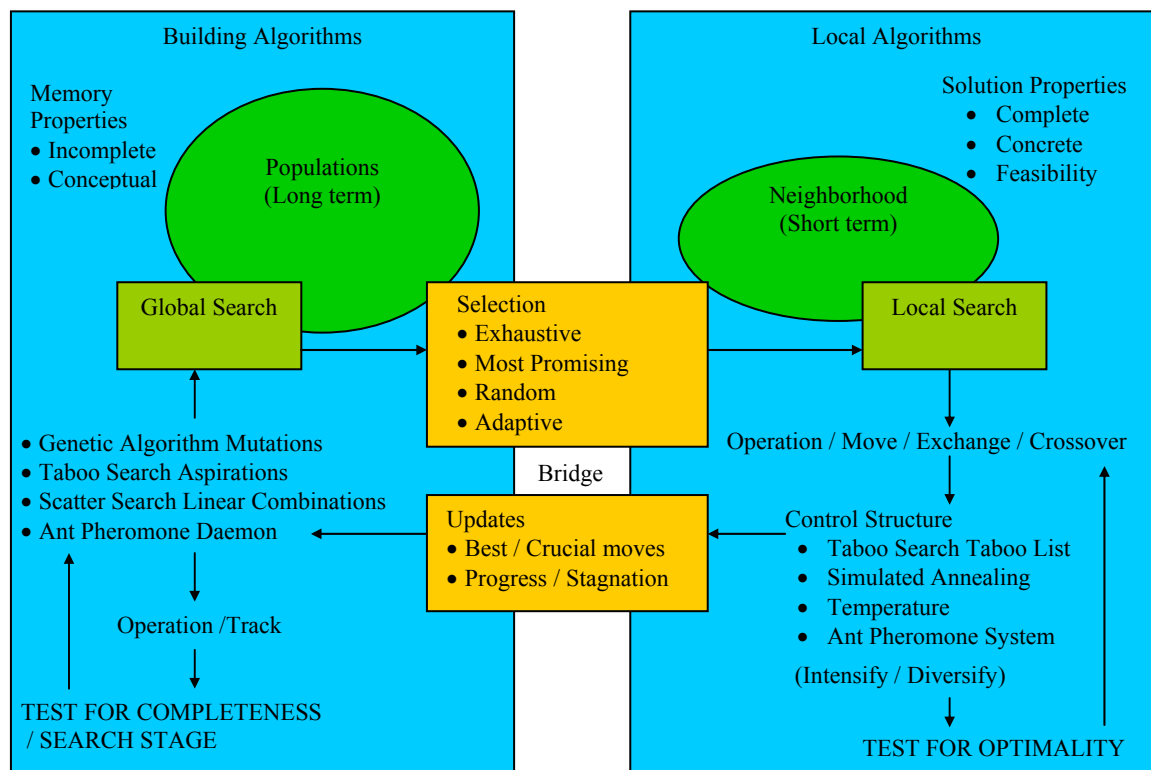 Building Algorithms
Memory
Properties
• Incomplete
• Conceptual
Populations
(Long term)
Global Search
• Genetic Algorithm Mutations
• Taboo Search Aspirations
• Scatter Search Linear Combinations
• Ant Pheromone Daemon
Operation /Track
TEST FOR COMPLETENESS
/ SEARCH STAGE
Selection
• Exhaustive
• Most Promising
• Random
• Adaptive
Bridge
Updates
• Best / Crucial moves
• Progress / Stagnation
Local Algorithms
Solution Properties
• Complete
• Concrete
• Feasibility
Neighborhood
(Short term)
Local Search
Operation / Move / Exchange / Crossover
Control Structure
• Taboo Search Taboo List
• Simulated Annealing
• Temperature
• Ant Pheromone System
(Intensify / Diversify)
TEST FOR OPTIMALITY